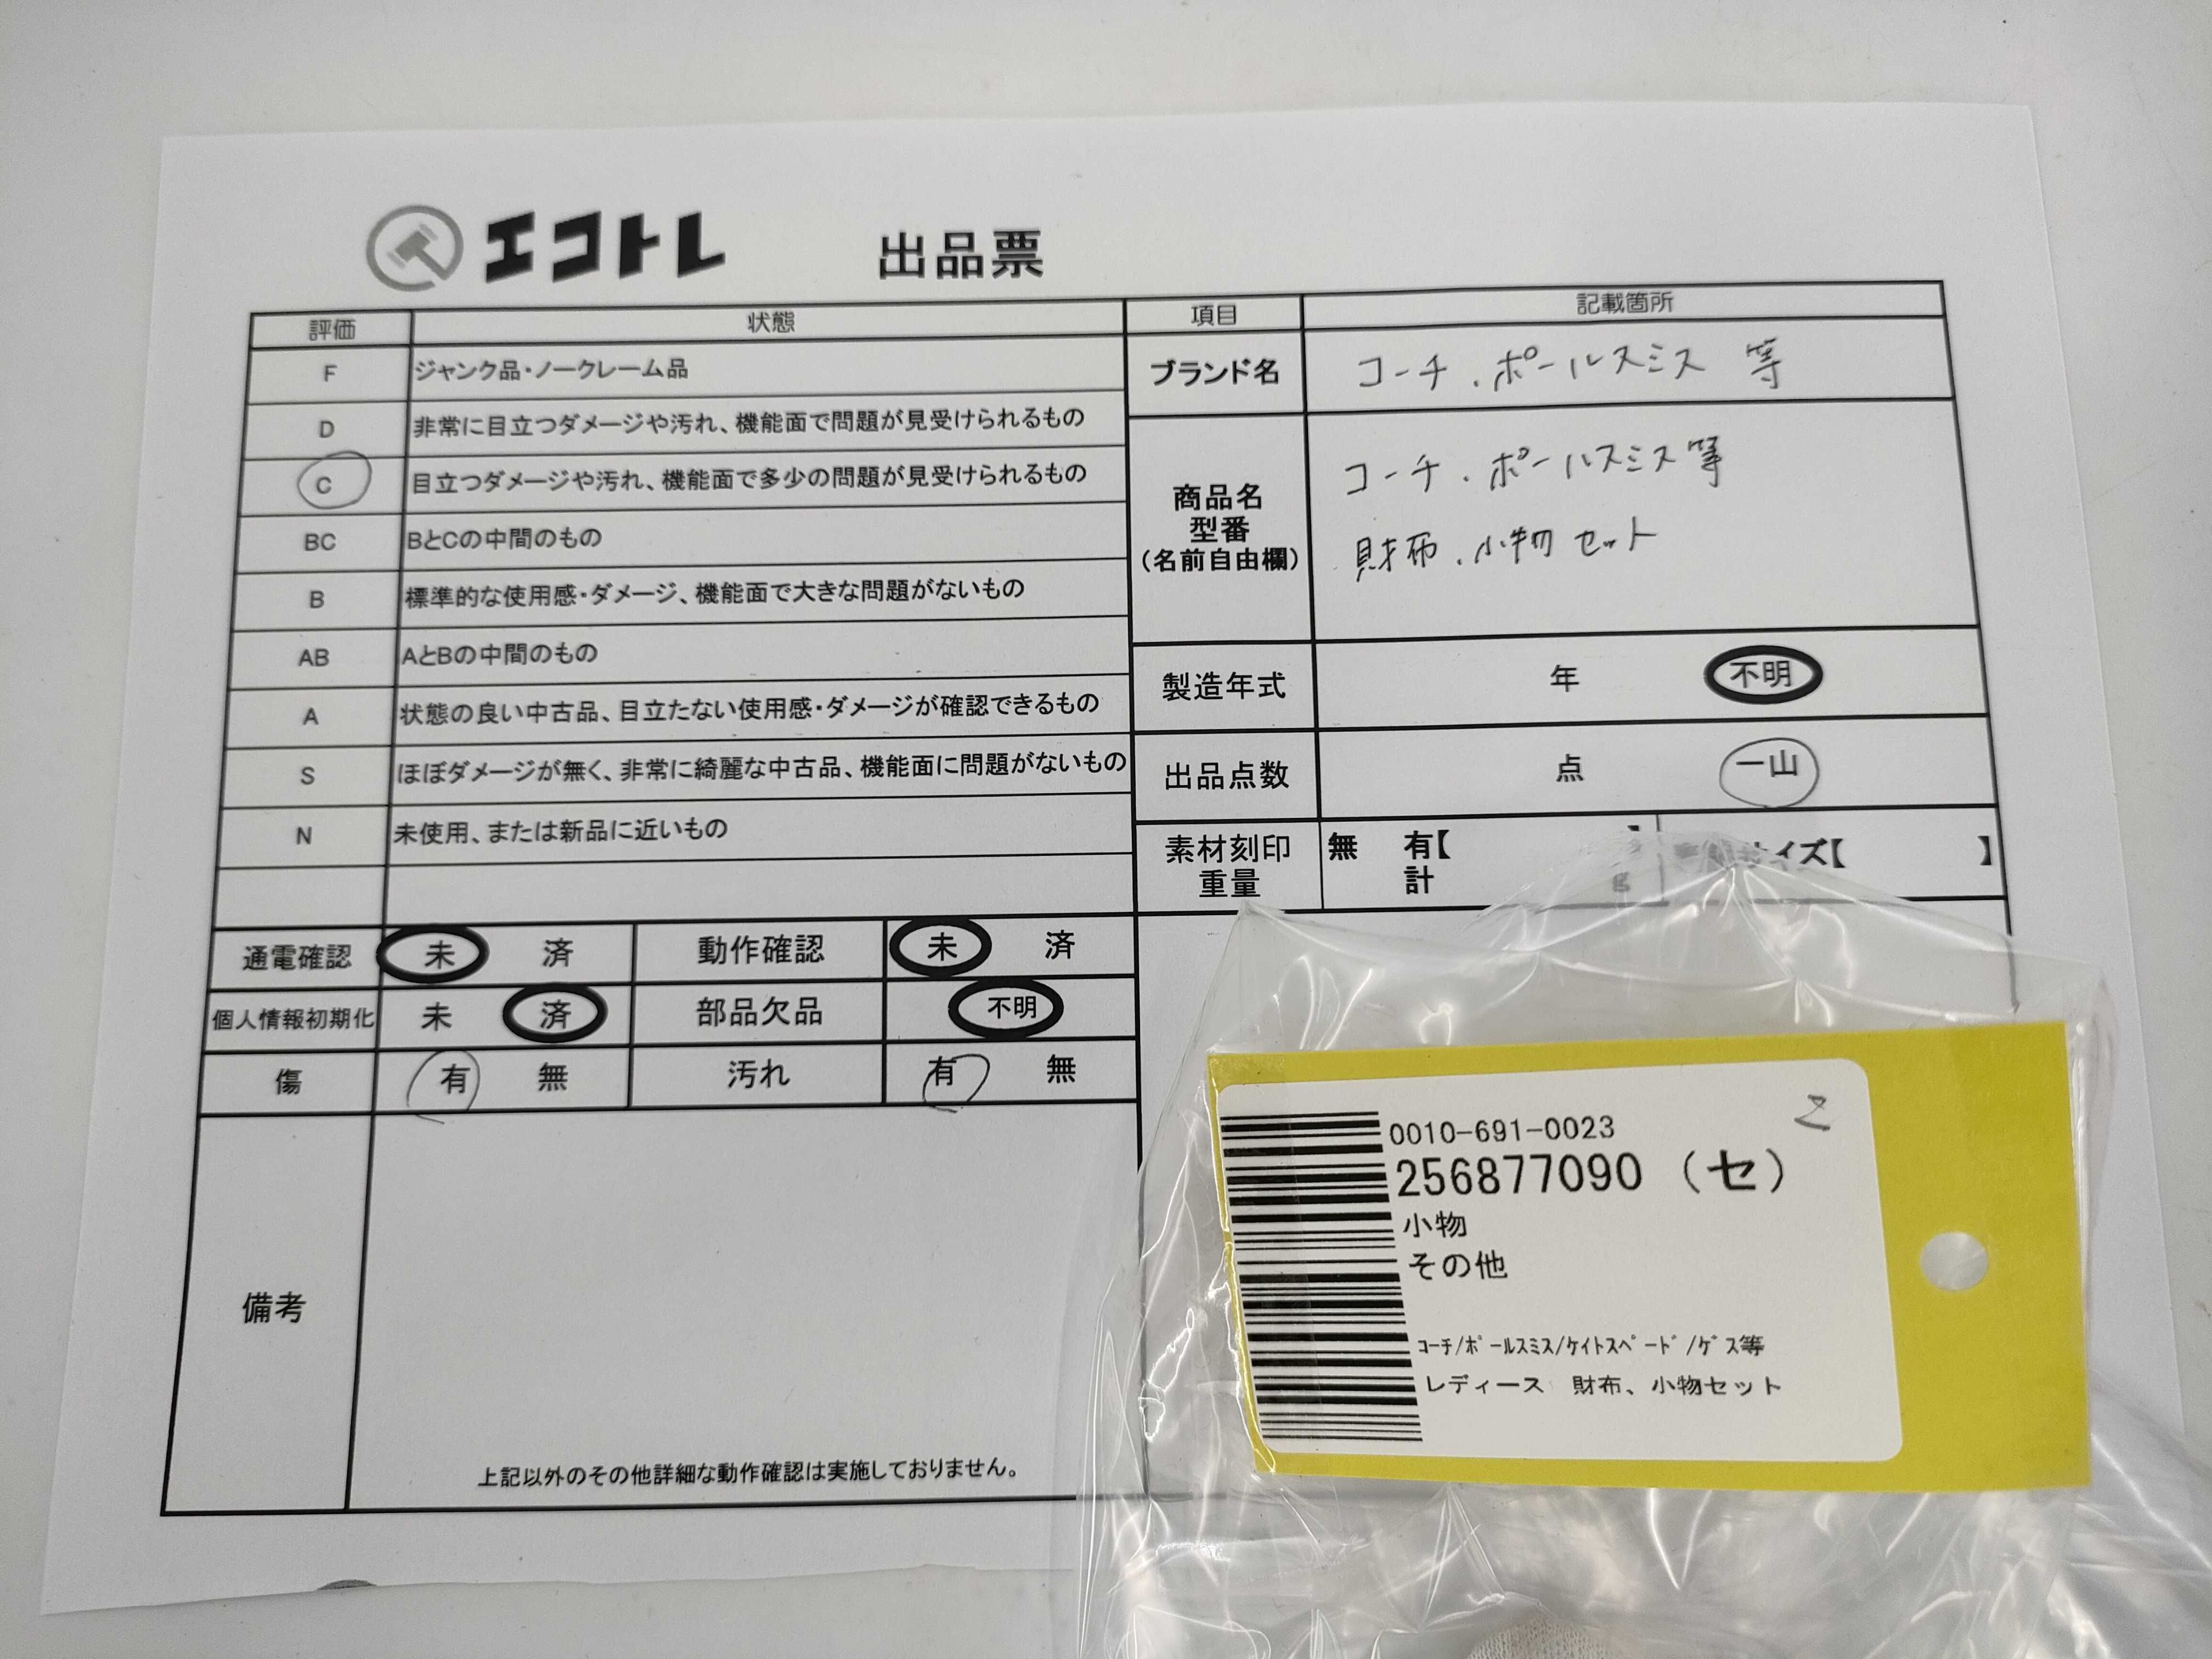 エコトレ 出品票
評価 状態
F ジャンク品・ノークレーム品
D 非常に目立つダメージや汚れ、機能面で問題が見受けられるもの
C 目立つダメージや汚れ、機能面で多少の問題が見受けられるもの
BC BとCの中間のもの
B 標準的な使用感・ダメージ、機能面で大きな問題がないもの
AB AとBの中間のもの
A 状態の良い中古品、目立たない使用感・ダメージが確認できるもの
S ほぼダメージが無く、非常に綺麗な中古品、機能面に問題がないもの
N 未使用、または新品に近いもの
項目 記載箇所
ブランド名 コーチ、ポールスミス 等
商品名
型番
(名前自由欄)
コーチ、ポールスミス等
財布、小物セット
製造年式 年 不明
出品点数 点 一山
素材刻印 無 有【 】 イズ【 】
重量 計 g
通電確認 未 済 動作確認 未 済
個人情報初期化 未 済 部品欠品 不明
傷 有 無 汚れ 有 無
備考
上記以外のその他詳細な動作確認は実施しておりません。
0010-691-0023
256877090 (セ)
小物
その他
ｺｰﾁ/ﾎﾟｰﾙｽﾐｽ/ｹｲﾄｽﾍﾟｰﾄﾞ/ｹﾞｽ等
レディース 財布、小物セット